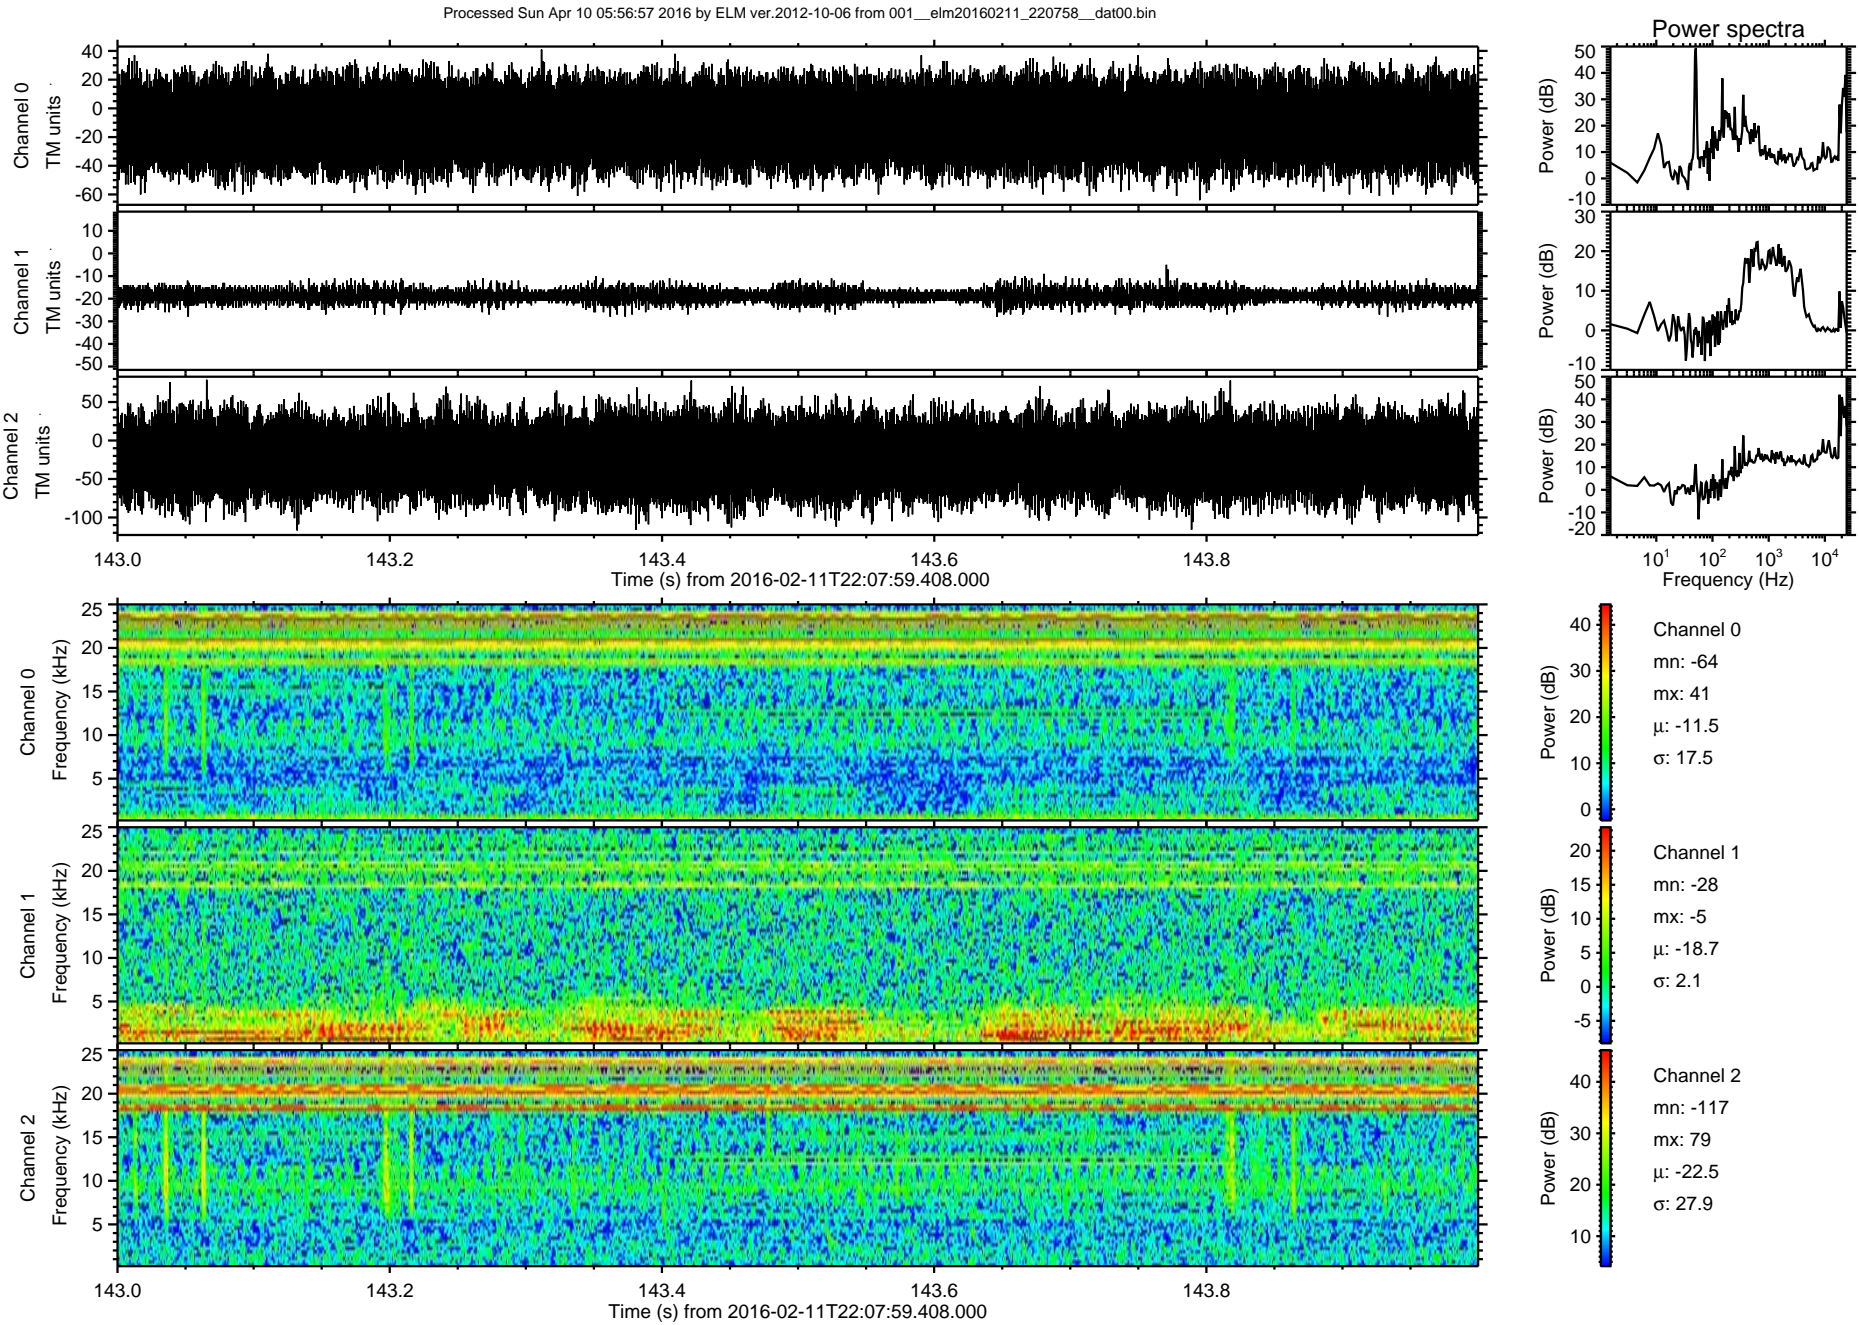 Processed Sun Apr 10 05:56:57 2016 by ELM ver.2012-10-06 from 001__elm20160211_220758__dat00.bin
Power spectra
Channel 0
TM units
40
20
0
-20
-40
-60
Power (dB)
50
40
30
20
10
0
-10
Channel 1
TM units
10
0
-10
-20
-30
-40
-50
Power (dB)
30
20
10
0
-10
Channel 2
TM units
50
0
-50
-100
Power (dB)
50
40
30
20
10
0
-10
-20
143.0 143.2 143.4 143.6 143.8
Time (s) from 2016-02-11T22:07:59.408.000
10¹ 10² 10³ 10⁴
Frequency (Hz)
Channel 0
Frequency (kHz)
25
20
15
10
5
Power (dB)
40
30
20
10
0
Channel 0
mn: -64
mx: 41
μ: -11.5
σ: 17.5
Channel 1
Frequency (kHz)
25
20
15
10
5
Power (dB)
20
15
10
5
0
-5
Channel 1
mn: -28
mx: -5
μ: -18.7
σ: 2.1
Channel 2
Frequency (kHz)
25
20
15
10
5
Power (dB)
40
30
20
10
Channel 2
mn: -117
mx: 79
μ: -22.5
σ: 27.9
143.0 143.2 143.4 143.6 143.8
Time (s) from 2016-02-11T22:07:59.408.000